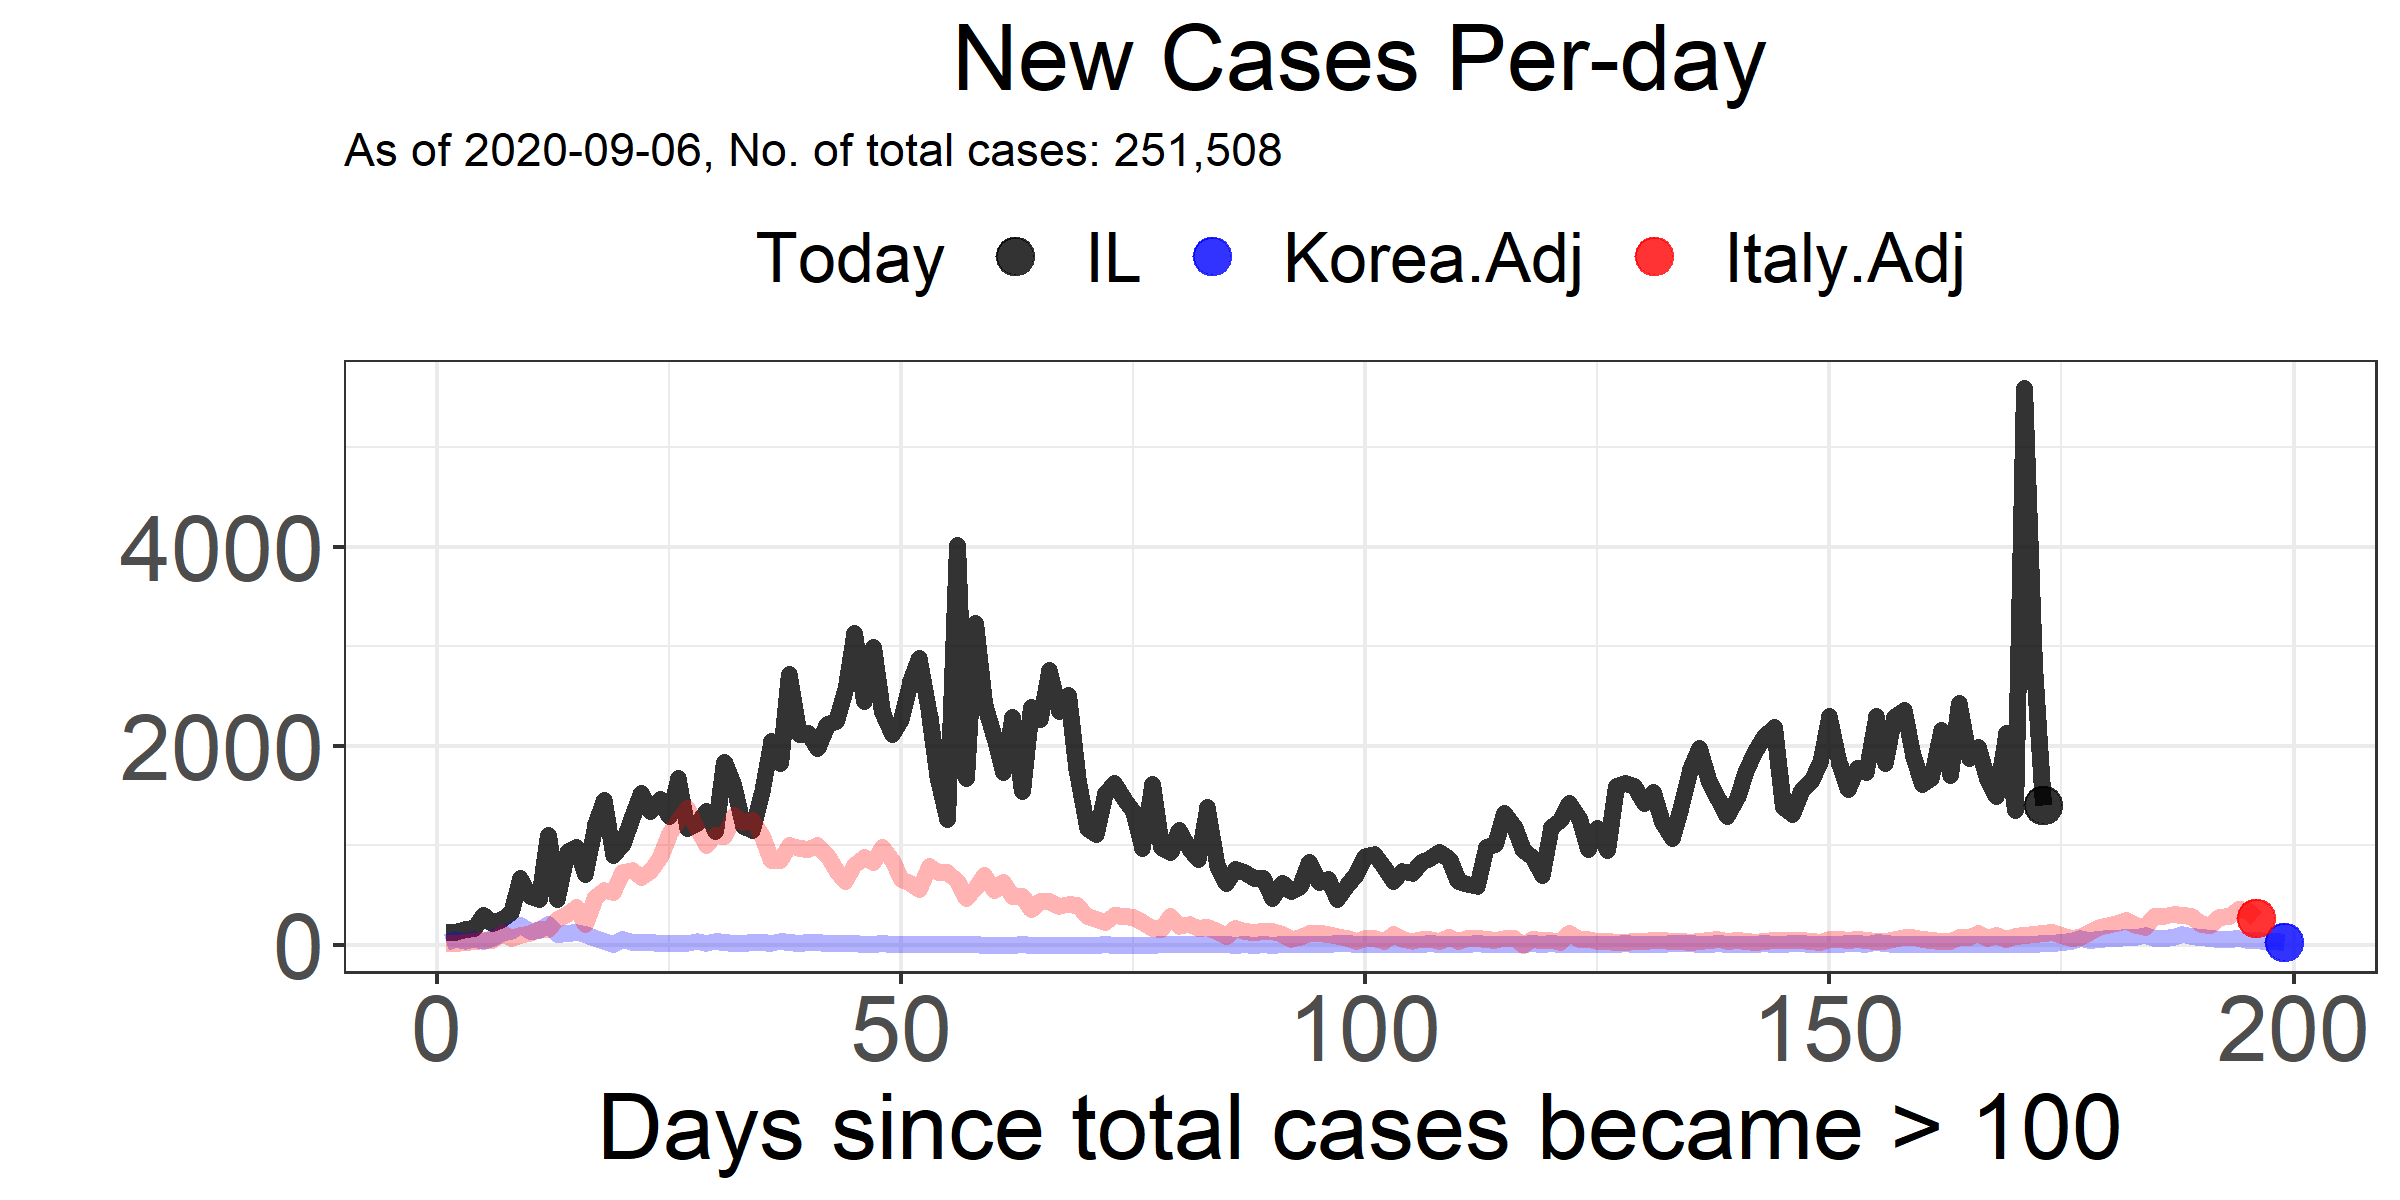 New Cases Per-day
As of 2020-09-06, No. of total cases: 251,508
Today IL Korea.Adj Italy.Adj
4000
2000
0
0 50 100 150 200
Days since total cases became > 100